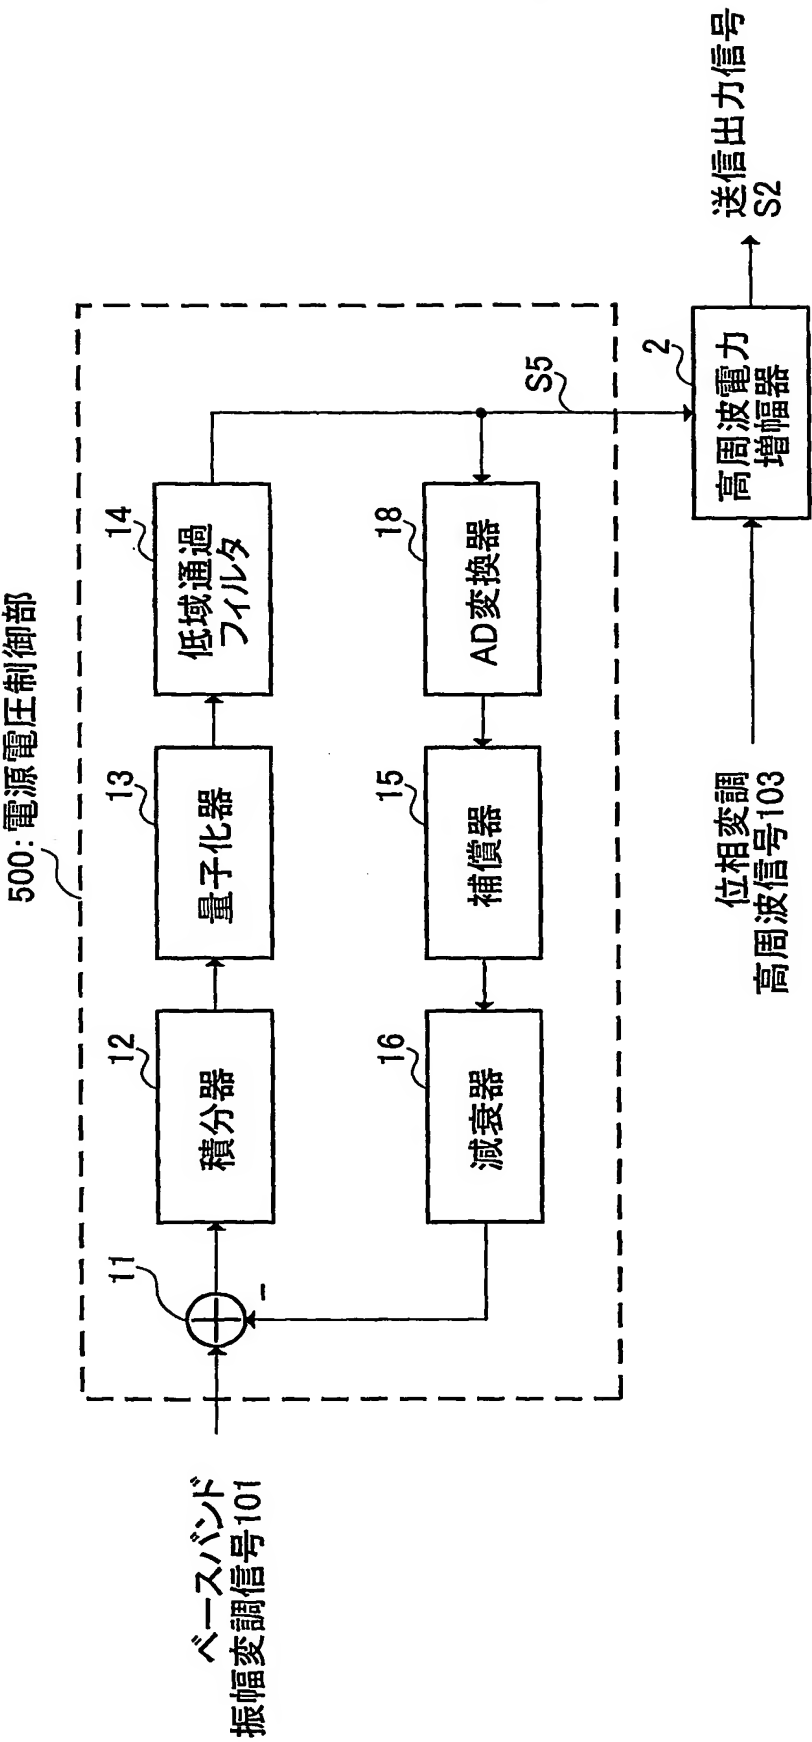 500:電源電圧制御部
ベースバンド
振幅変調信号101
11
-
12
積分器
13
量子化器
14
低域通過
フィルタ
16
減衰器
15
補償器
18
AD変換器
S5
2
高周波電力
増幅器
位相変調
高周波信号103
送信出力信号
S2